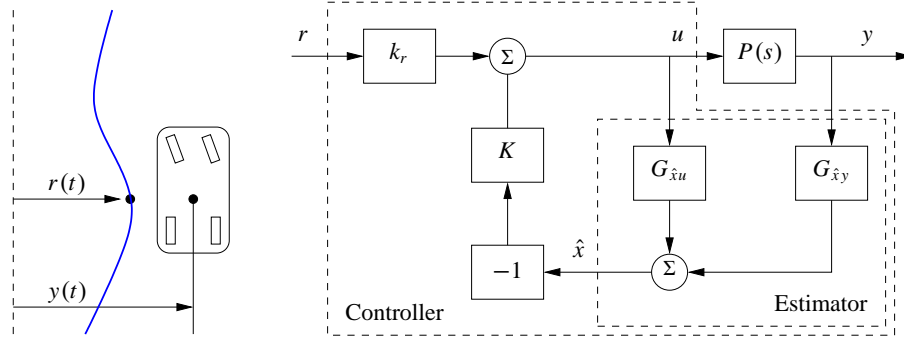 r(t)
y(t)
r
k_r
Σ
u
P(s)
y
K
G_{x̂u}
G_{x̂y}
x̂
−1
Σ
Controller
Estimator